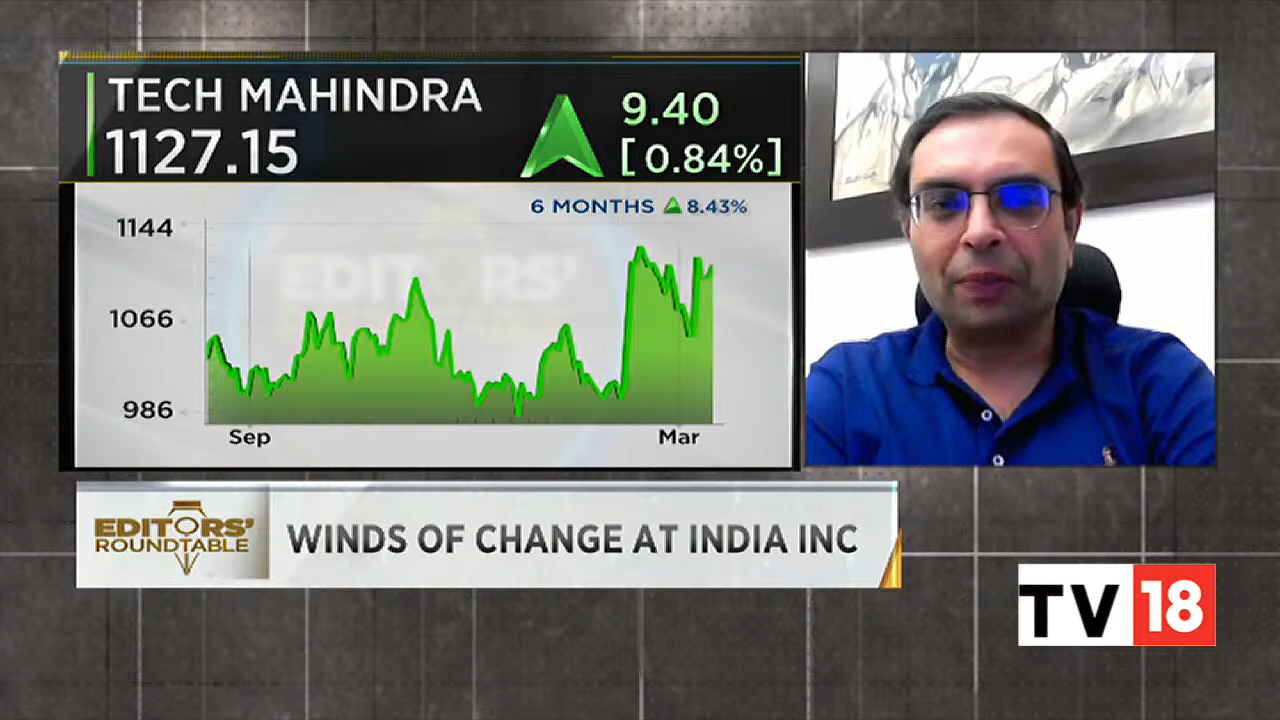 TECH MAHINDRA
1127.15
9.40
[0.84%]
6 MONTHS 8.43%
1144
1066
986
Sep
Mar
EDITORS'
EDITORS'
ROUNDTABLE
WINDS OF CHANGE AT INDIA INC
TV18